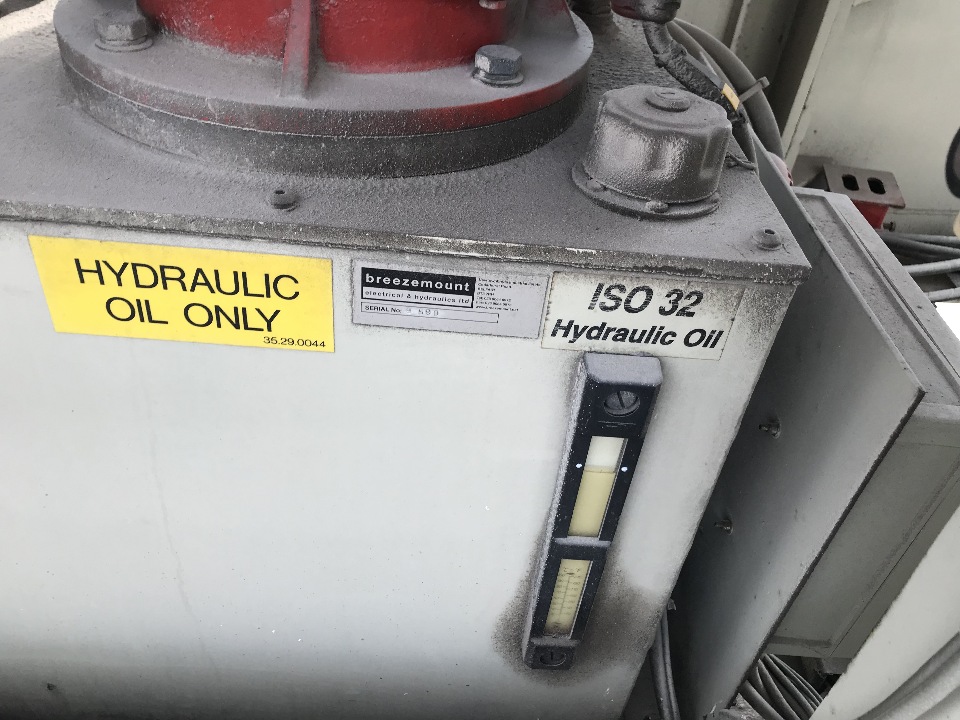 HYDRAULIC
OIL ONLY
35.29.0044
breezemount
electrical & hydraulics ltd
SERIAL No:
ISO 32
Hydraulic Oil